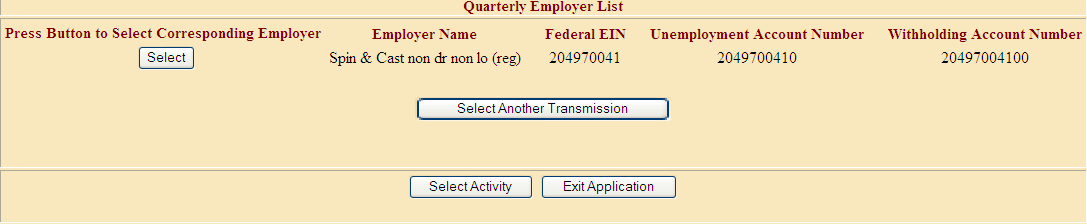 Quarterly Employer List
Press Button to Select Corresponding Employer Employer Name Federal EIN Unemployment Account Number Withholding Account Number
Select Spin & Cast non dr non lo (reg) 204970041 2049700410 20497004100
Select Another Transmission
Select Activity Exit Application